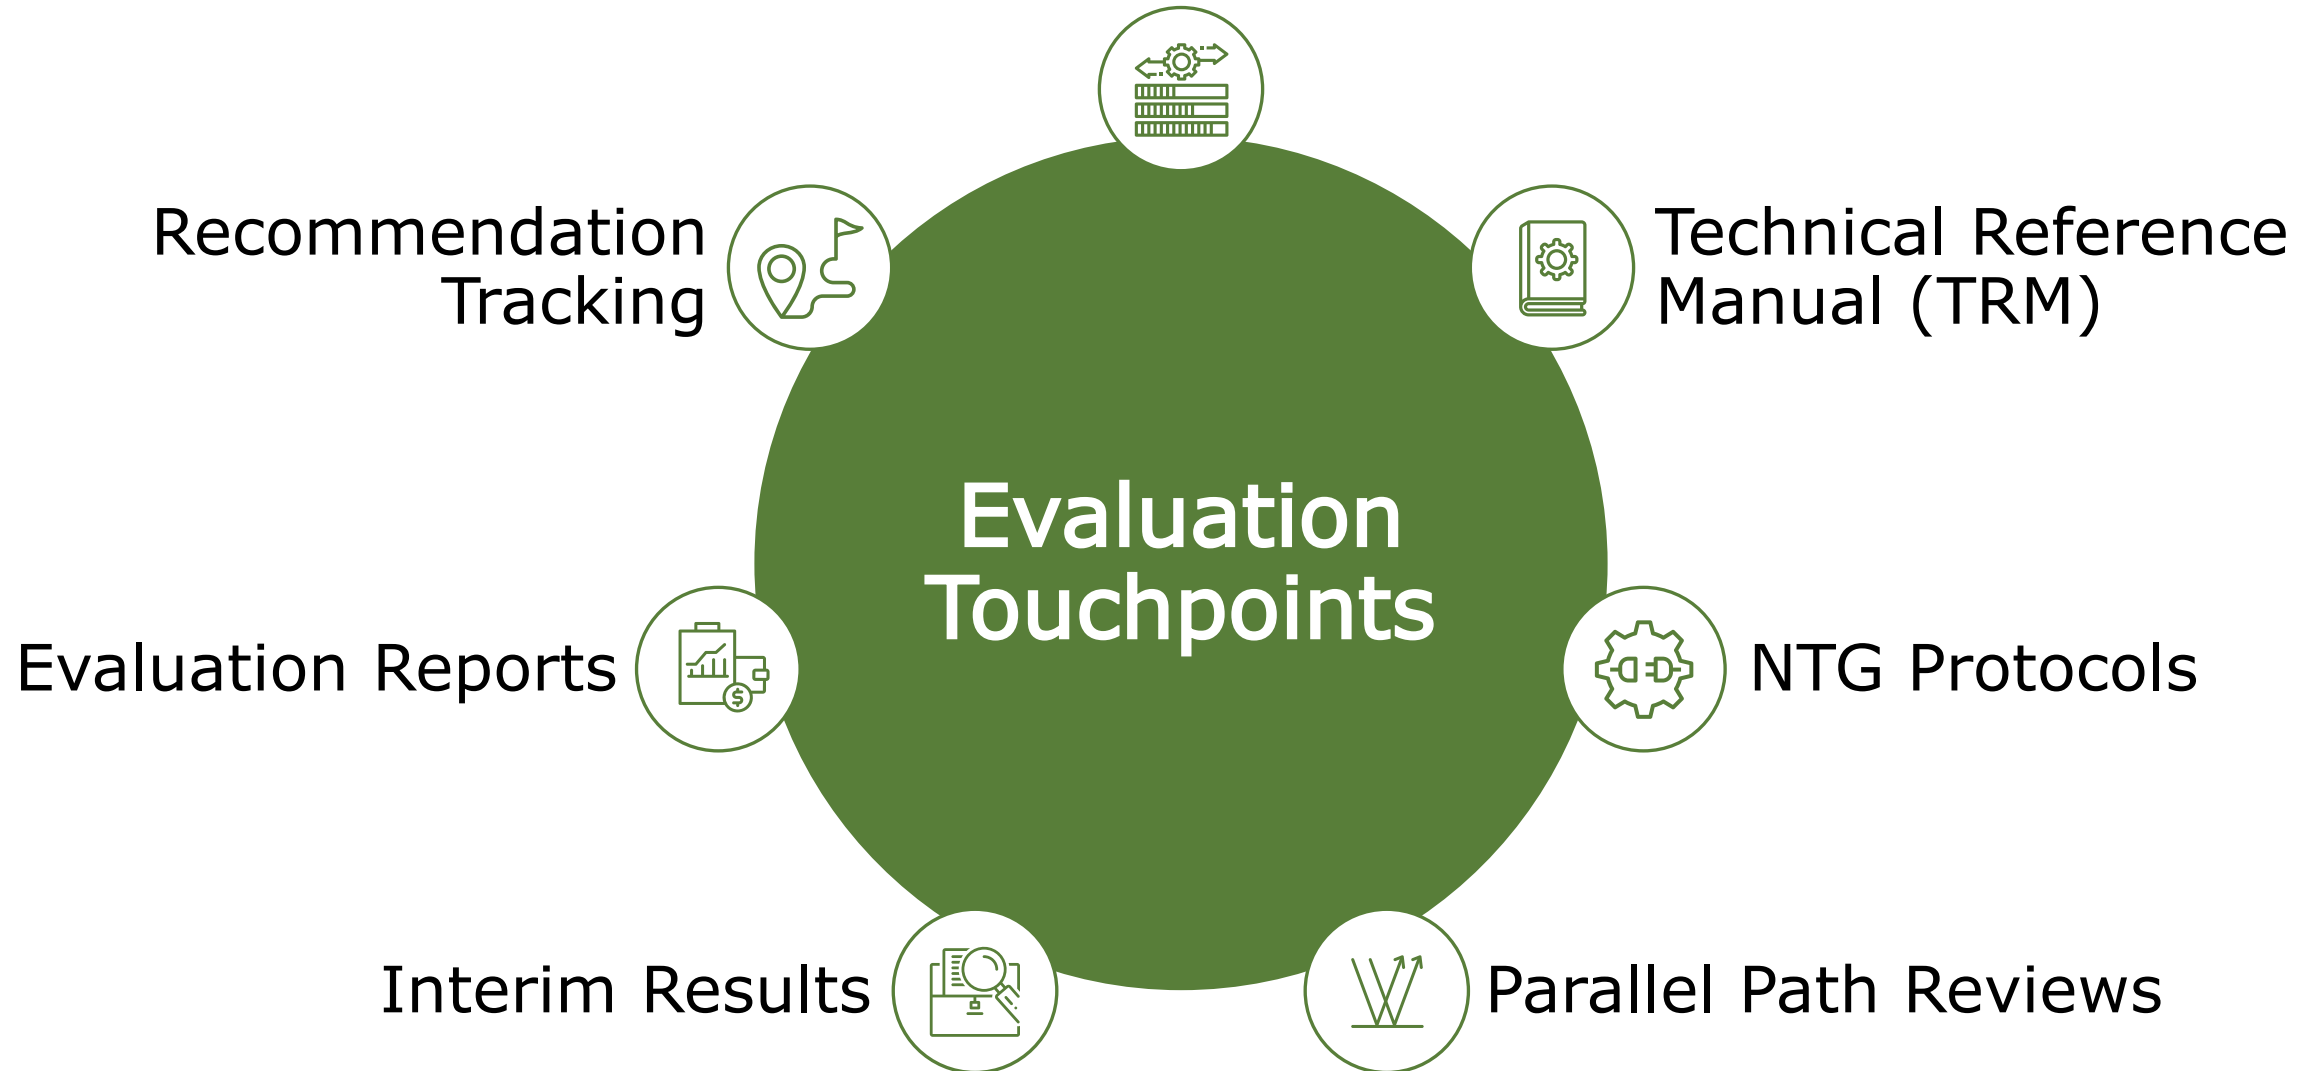 Recommendation
Tracking
Technical Reference
Manual (TRM)
Evaluation
Touchpoints
Evaluation Reports
NTG Protocols
Interim Results
Parallel Path Reviews
$